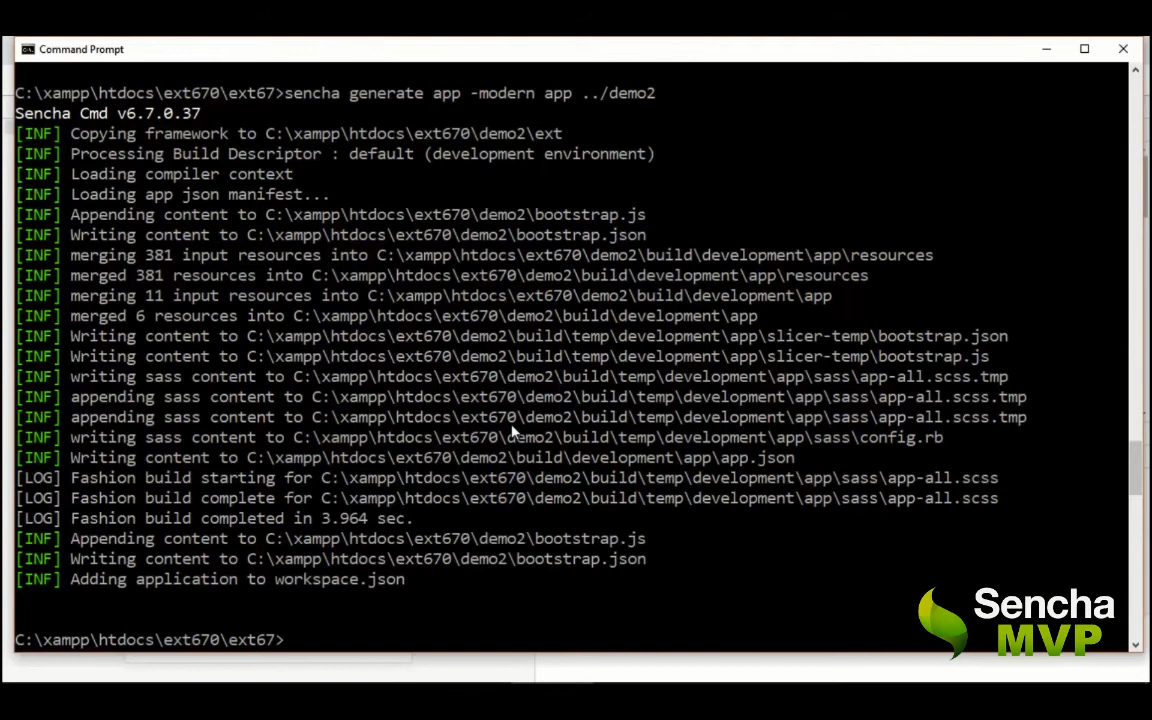 Command Prompt
C:\xampp\htdocs\ext670\ext67>sencha generate app -modern app ../demo2
Sencha Cmd v6.7.0.37
[INF] Copying framework to C:\xampp\htdocs\ext670\demo2\ext
[INF] Processing Build Descriptor : default (development environment)
[INF] Loading compiler context
[INF] Loading app json manifest...
[INF] Appending content to C:\xampp\htdocs\ext670\demo2\bootstrap.js
[INF] Writing content to C:\xampp\htdocs\ext670\demo2\bootstrap.json
[INF] merging 381 input resources into C:\xampp\htdocs\ext670\demo2\build\development\app\resources
[INF] merged 381 resources into C:\xampp\htdocs\ext670\demo2\build\development\app\resources
[INF] merging 11 input resources into C:\xampp\htdocs\ext670\demo2\build\development\app
[INF] merged 6 resources into C:\xampp\htdocs\ext670\demo2\build\development\app
[INF] Writing content to C:\xampp\htdocs\ext670\demo2\build\temp\development\app\slicer-temp\bootstrap.json
[INF] Writing content to C:\xampp\htdocs\ext670\demo2\build\temp\development\app\slicer-temp\bootstrap.js
[INF] writing sass content to C:\xampp\htdocs\ext670\demo2\build\temp\development\app\sass\app-all.scss.tmp
[INF] appending sass content to C:\xampp\htdocs\ext670\demo2\build\temp\development\app\sass\app-all.scss.tmp
[INF] appending sass content to C:\xampp\htdocs\ext670\demo2\build\temp\development\app\sass\app-all.scss.tmp
[INF] writing sass content to C:\xampp\htdocs\ext670\demo2\build\temp\development\app\sass\config.rb
[INF] Writing content to C:\xampp\htdocs\ext670\demo2\build\development\app\app.json
[LOG] Fashion build starting for C:\xampp\htdocs\ext670\demo2\build\temp\development\app\sass\app-all.scss
[LOG] Fashion build complete for C:\xampp\htdocs\ext670\demo2\build\temp\development\app\sass\app-all.scss
[LOG] Fashion build completed in 3.964 sec.
[INF] Appending content to C:\xampp\htdocs\ext670\demo2\bootstrap.js
[INF] Writing content to C:\xampp\htdocs\ext670\demo2\bootstrap.json
[INF] Adding application to workspace.json
C:\xampp\htdocs\ext670\ext67>
Sencha
MVP